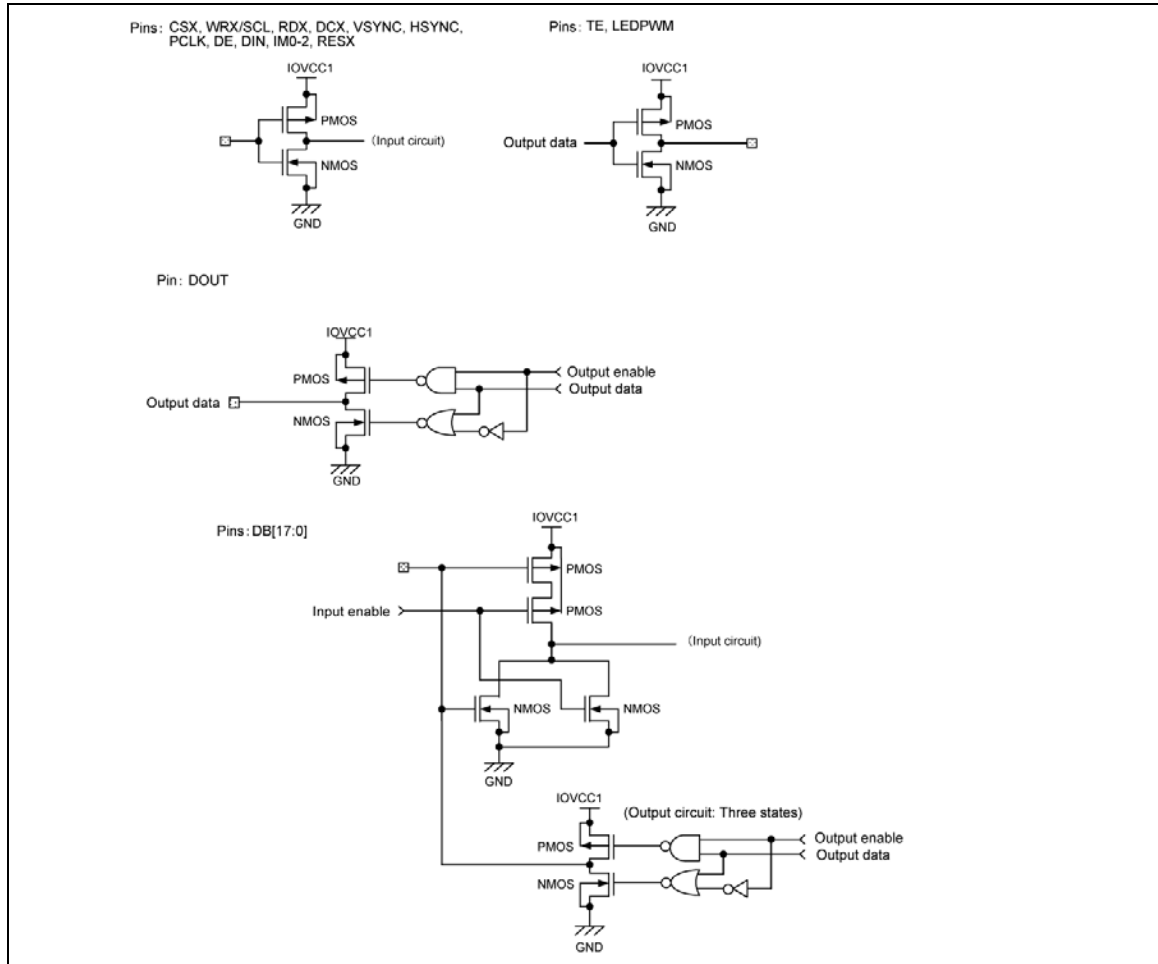 Pins: CSX, WRX/SCL, RDX, DCX, VSYNC, HSYNC,
PCLK, DE, DIN, IM0-2, RESX
IOVCC1
PMOS
(Input circuit)
NMOS
GND
Pins: TE, LEDPWM
IOVCC1
PMOS
Output data
NMOS
GND
Pin: DOUT
IOVCC1
PMOS
Output enable
Output data
Output data
NMOS
GND
Pins: DB[17:0]
IOVCC1
PMOS
Input enable
PMOS
(Input circuit)
NMOS
NMOS
GND
IOVCC1
(Output circuit: Three states)
PMOS
Output enable
Output data
NMOS
GND